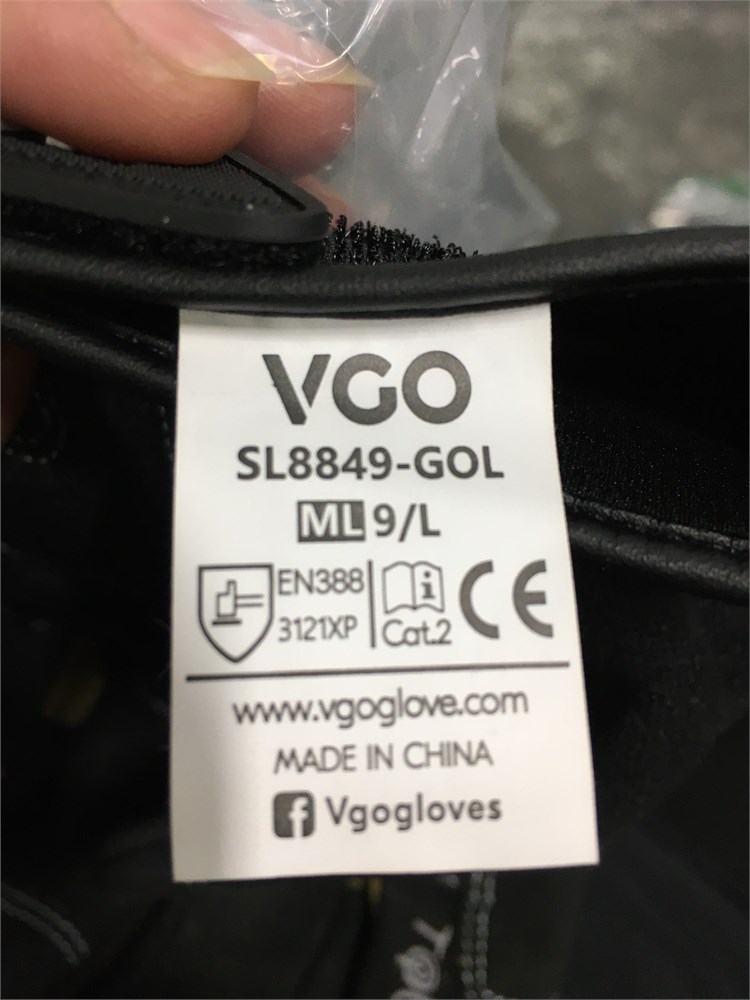 VGO
SL8849-GOL
ML 9/L
EN388
3121XP
Cat.2
CE
www.vgoglove.com
MADE IN CHINA
f Vgogloves